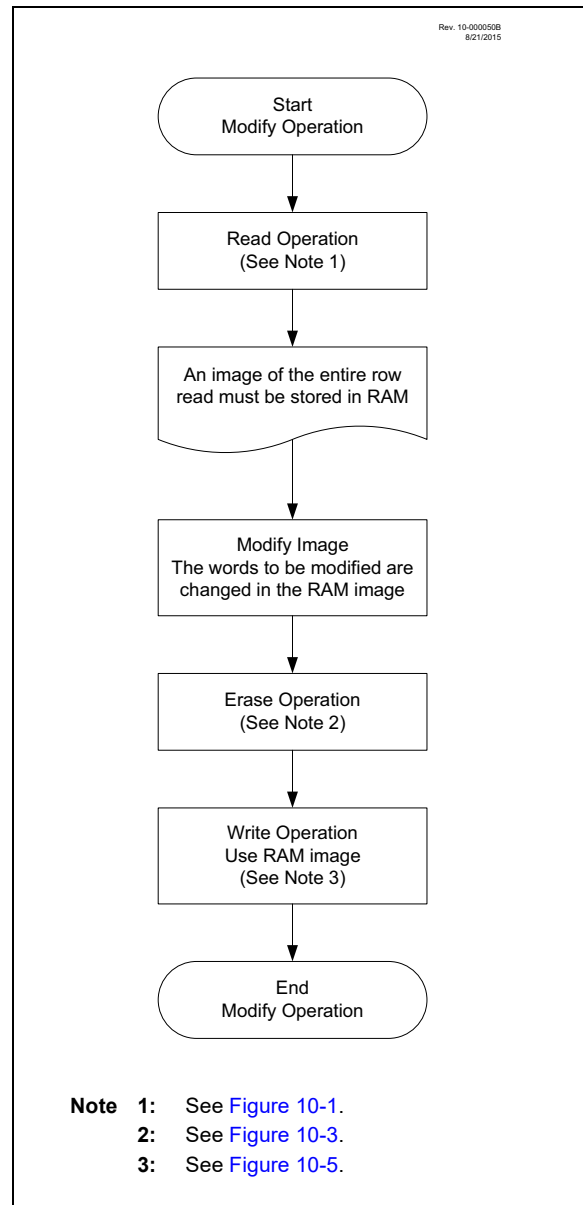 Rev. 10-000050B
8/21/2015
Start
Modify Operation
Read Operation
(See Note 1)
An image of the entire row
read must be stored in RAM
Modify Image
The words to be modified are
changed in the RAM image
Erase Operation
(See Note 2)
Write Operation
Use RAM image
(See Note 3)
End
Modify Operation
Note 1: See Figure 10-1.
2: See Figure 10-3.
3: See Figure 10-5.